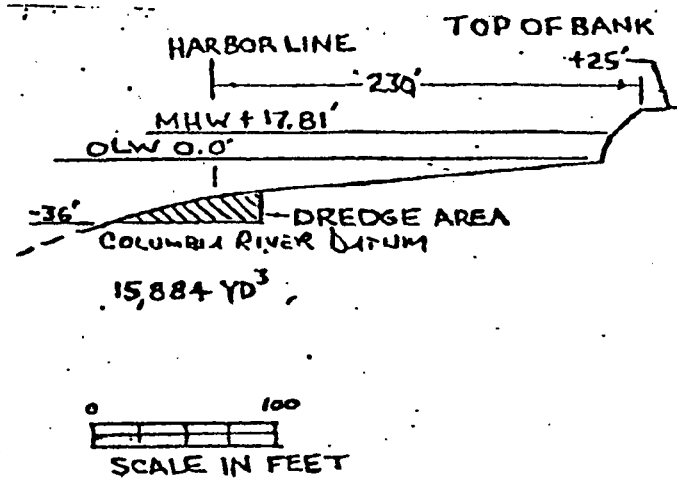 TOP OF BANK
HARBOR LINE
+25'
230'
MHW + 17.81'
OLW 0.0'
-36'
DREDGE AREA
COLUMBIA RIVER DATUM
15,884 YD³
0 100
SCALE IN FEET